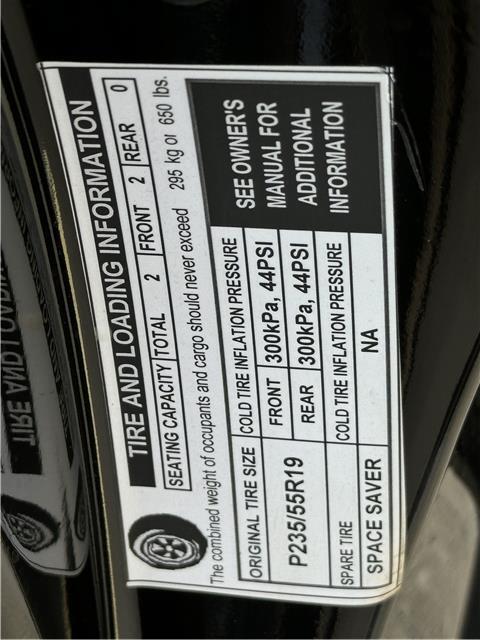 TIRE AND LOADING INFORMATION
SEATING CAPACITY TOTAL 2 FRONT 2 REAR 0
The combined weight of occupants and cargo should never exceed 295 kg or 650 lbs.
ORIGINAL TIRE SIZE COLD TIRE INFLATION PRESSURE
P235/55R19
FRONT 300kPa, 44PSI
REAR 300kPa, 44PSI
SPARE TIRE COLD TIRE INFLATION PRESSURE
SPACE SAVER NA
SEE OWNER'S
MANUAL FOR
ADDITIONAL
INFORMATION
TIRE AND LOADIN